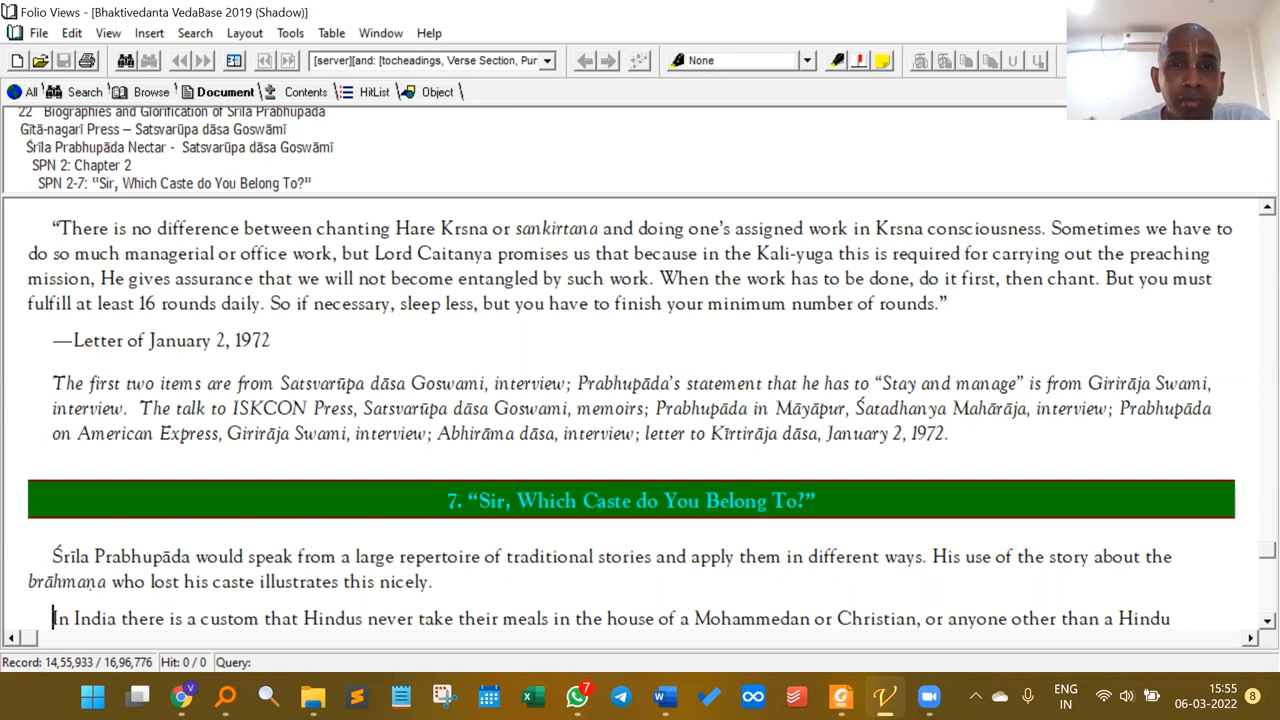 Folio Views - [Bhaktivedanta VedaBase 2019 (Shadow)]
File Edit View Insert Search Layout Tools Table Window Help
[server][and: [tocheadings, Verse Section, Pur
None
All Search Browse Document Contents HitList Object
22 Biographies and Glorification of Śrīla Prabhupāda
Gītā-nagarī Press – Satsvarūpa dāsa Goswāmī
Śrīla Prabhupāda Nectar - Satsvarūpa dāsa Goswāmī
SPN 2: Chapter 2
SPN 2-7: "Sir, Which Caste do You Belong To?"
“There is no difference between chanting Hare Krsna or sankirtana and doing one’s assigned work in Krsna consciousness. Sometimes we have to
do so much managerial or office work, but Lord Caitanya promises us that because in the Kali-yuga this is required for carrying out the preaching
mission, He gives assurance that we will not become entangled by such work. When the work has to be done, do it first, then chant. But you must
fulfill at least 16 rounds daily. So if necessary, sleep less, but you have to finish your minimum number of rounds.”
—Letter of January 2, 1972
The first two items are from Satsvarūpa dāsa Goswami, interview; Prabhupāda’s statement that he has to “Stay and manage” is from Girirāja Swami,
interview. The talk to ISKCON Press, Satsvarūpa dāsa Goswami, memoirs; Prabhupāda in Māyāpur, Śatadhanya Mahārāja, interview; Prabhupāda
on American Express, Girirāja Swami, interview; Abhirāma dāsa, interview; letter to Kīrtirāja dāsa, January 2, 1972.
7. “Sir, Which Caste do You Belong To?”
Śrīla Prabhupāda would speak from a large repertoire of traditional stories and apply them in different ways. His use of the story about the
brāhmaṇa who lost his caste illustrates this nicely.
In India there is a custom that Hindus never take their meals in the house of a Mohammedan or Christian, or anyone other than a Hindu
Record: 14,55,933 / 16,96,776 Hit: 0 / 0 Query:
V
7
ENG
IN
15:55
06-03-2022
8